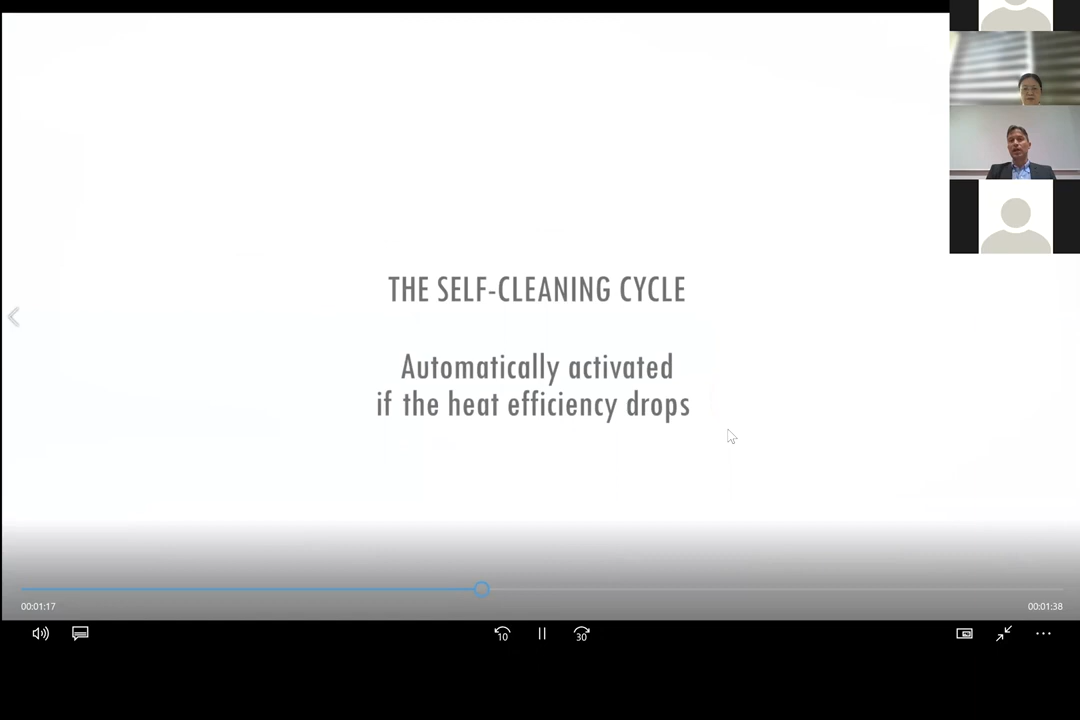 THE SELF-CLEANING CYCLE
Automatically activated
if the heat efficiency drops
00:01:17
00:01:38
10
30